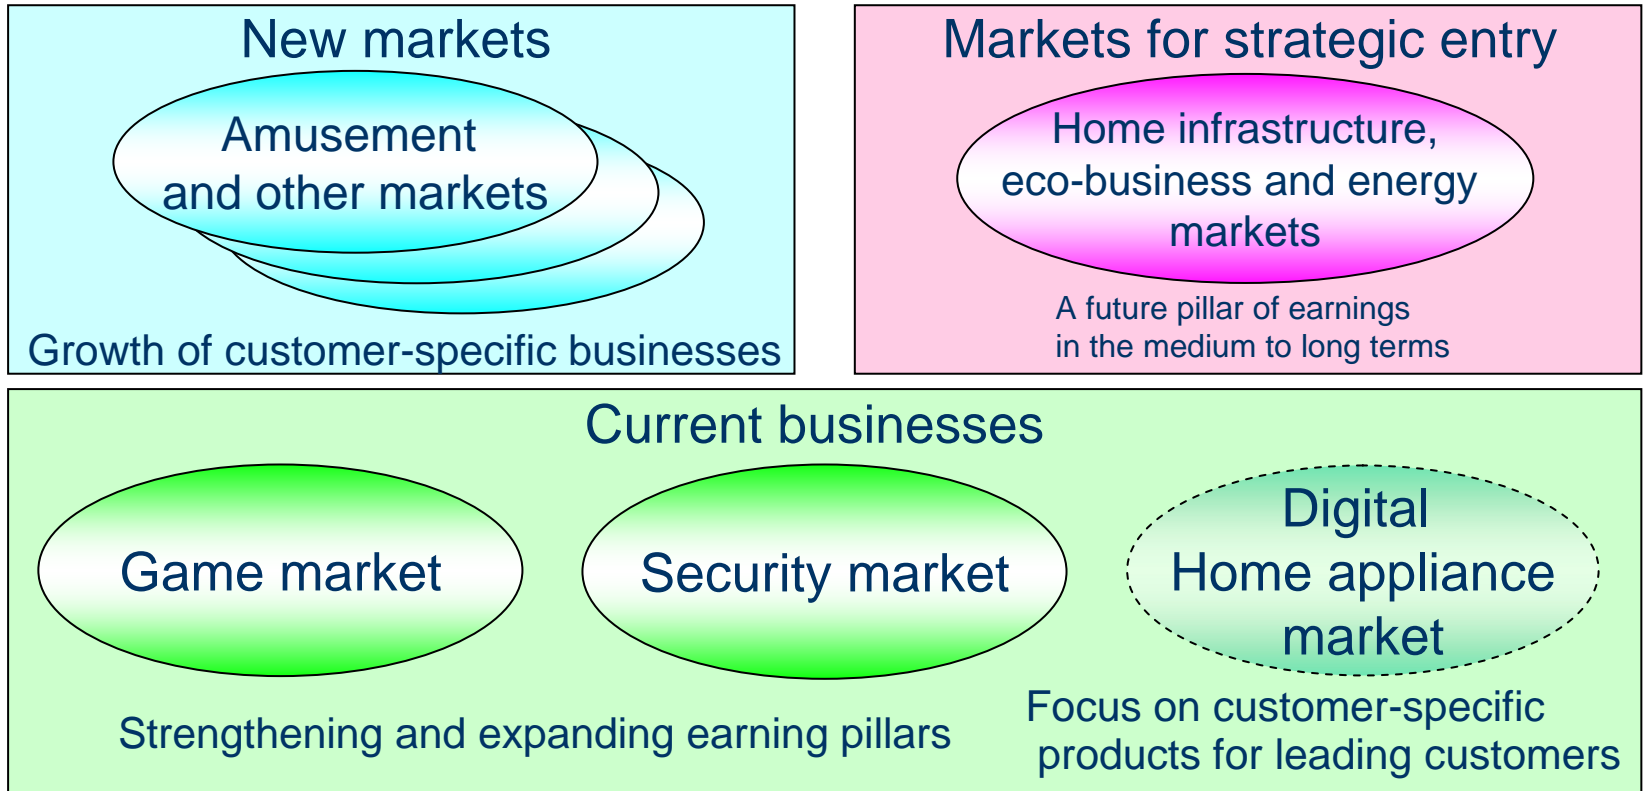 New markets
Amusement
and other markets
Growth of customer-specific businesses
Markets for strategic entry
Home infrastructure,
eco-business and energy
markets
A future pillar of earnings
in the medium to long terms
Current businesses
Game market
Security market
Digital
Home appliance
market
Strengthening and expanding earning pillars
Focus on customer-specific
products for leading customers